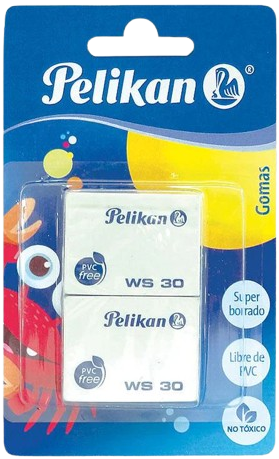 Pelikan ®
Gomas
Pelikan
PVC
free
WS 30
Pelikan
PVC
free
WS 30
Super
borrado
Libre de
PVC
NO TÓXICO